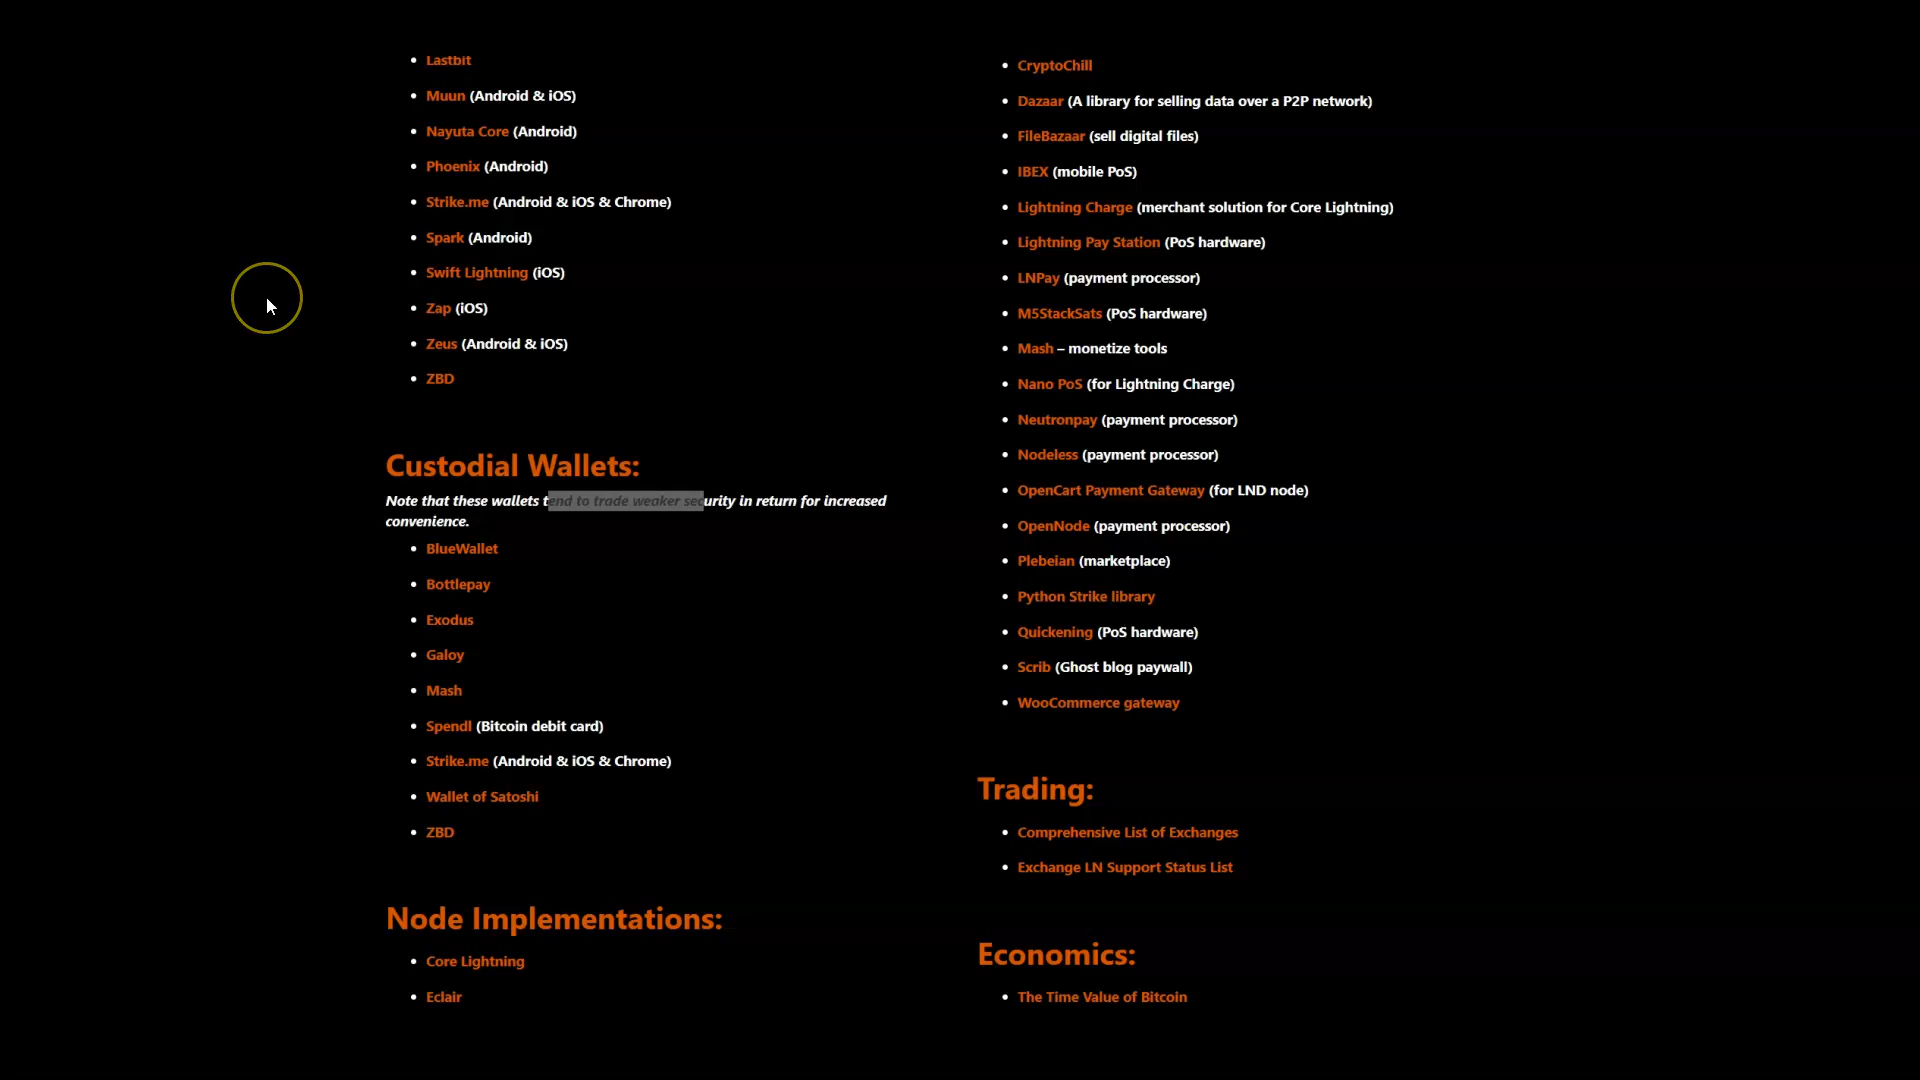 Lastbit
Muun (Android & iOS)
Nayuta Core (Android)
Phoenix (Android)
Strike.me (Android & iOS & Chrome)
Spark (Android)
Swift Lightning (iOS)
Zap (iOS)
Zeus (Android & iOS)
ZBD
Custodial Wallets:
Note that these wallets tend to trade weaker security in return for increased
convenience.
BlueWallet
Bottlepay
Exodus
Galoy
Mash
Spendl (Bitcoin debit card)
Strike.me (Android & iOS & Chrome)
Wallet of Satoshi
ZBD
Node Implementations:
Core Lightning
Eclair
CryptoChill
Dazaar (A library for selling data over a P2P network)
FileBazaar (sell digital files)
IBEX (mobile PoS)
Lightning Charge (merchant solution for Core Lightning)
Lightning Pay Station (PoS hardware)
LNPay (payment processor)
M5StackSats (PoS hardware)
Mash – monetize tools
Nano PoS (for Lightning Charge)
Neutronpay (payment processor)
Nodeless (payment processor)
OpenCart Payment Gateway (for LND node)
OpenNode (payment processor)
Plebeian (marketplace)
Python Strike library
Quickening (PoS hardware)
Scrib (Ghost blog paywall)
WooCommerce gateway
Trading:
Comprehensive List of Exchanges
Exchange LN Support Status List
Economics:
The Time Value of Bitcoin